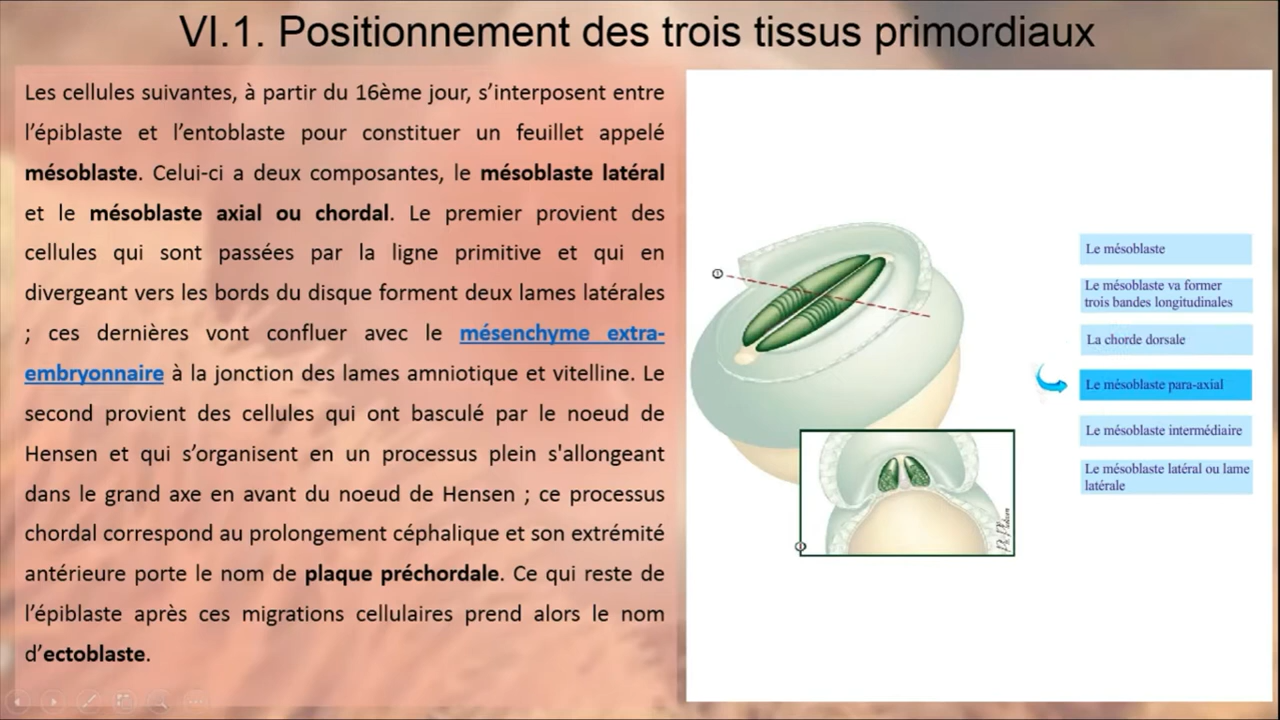 VI.1. Positionnement des trois tissus primordiaux
Les cellules suivantes, à partir du 16ème jour, s’interposent entre
l’épiblaste et l’entoblaste pour constituer un feuillet appelé
mésoblaste. Celui-ci a deux composantes, le mésoblaste latéral
et le mésoblaste axial ou chordal. Le premier provient des
cellules qui sont passées par la ligne primitive et qui en
divergeant vers les bords du disque forment deux lames latérales
; ces dernières vont confluer avec le mésenchyme extra-
embryonnaire à la jonction des lames amniotique et vitelline. Le
second provient des cellules qui ont basculé par le noeud de
Hensen et qui s’organisent en un processus plein s'allongeant
dans le grand axe en avant du noeud de Hensen ; ce processus
chordal correspond au prolongement céphalique et son extrémité
antérieure porte le nom de plaque préchordale. Ce qui reste de
l’épiblaste après ces migrations cellulaires prend alors le nom
d’ectoblaste.
1
1
Le mésoblaste
Le mésoblaste va former
trois bandes longitudinales
La chorde dorsale
Le mésoblaste para-axial
Le mésoblaste intermédiaire
Le mésoblaste latéral ou lame
latérale